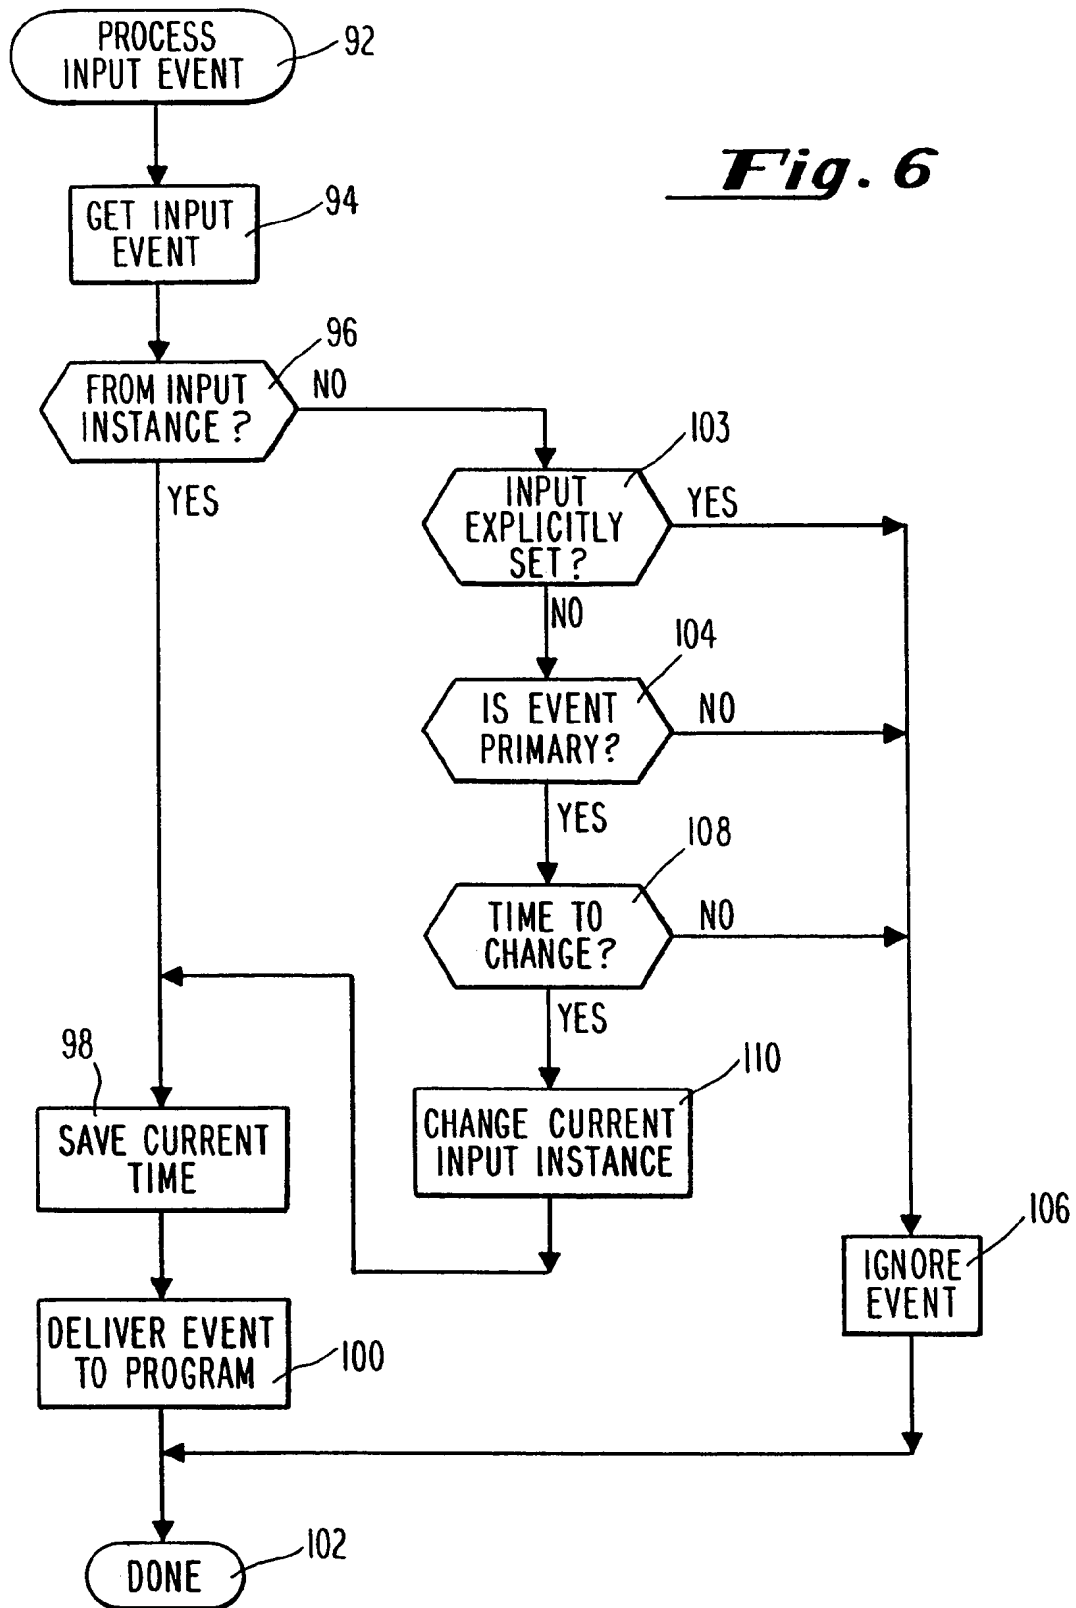 PROCESS
INPUT EVENT
92
Fig. 6
GET INPUT
EVENT
94
FROM INPUT
INSTANCE?
96
NO
YES
INPUT
EXPLICITLY
SET?
103
YES
NO
IS EVENT
PRIMARY?
104
NO
YES
TIME TO
CHANGE?
108
NO
YES
98
SAVE CURRENT
TIME
CHANGE CURRENT
INPUT INSTANCE
110
IGNORE
EVENT
106
DELIVER EVENT
TO PROGRAM
100
DONE
102